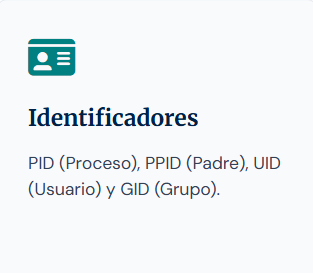 Identificadores
PID (Proceso), PPID (Padre), UID
(Usuario) y GID (Grupo).